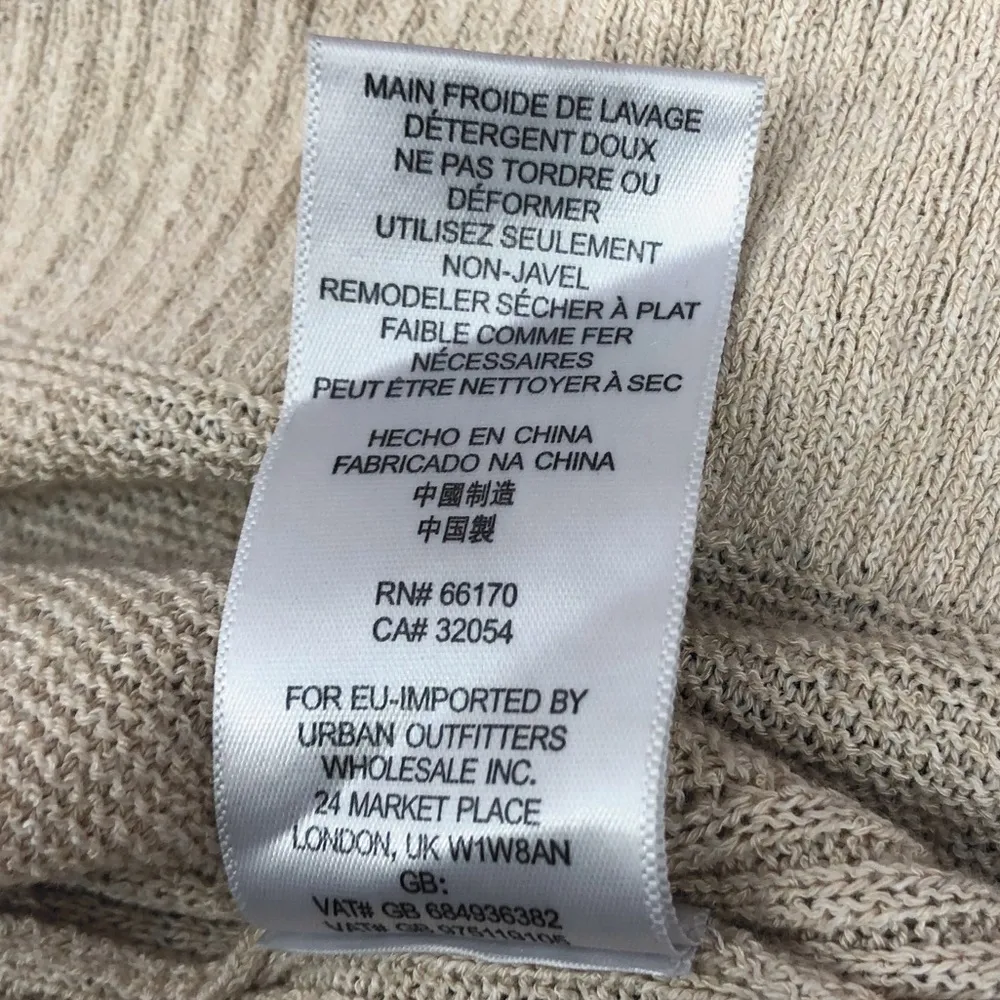 MAIN FROIDE DE LAVAGE
DÉTERGENT DOUX
NE PAS TORDRE OU
DÉFORMER
UTILISEZ SEULEMENT
NON-JAVEL
REMODELER SÉCHER À PLAT
FAIBLE COMME FER
NÉCESSAIRES
PEUT ÊTRE NETTOYER À SEC
HECHO EN CHINA
FABRICADO NA CHINA
中國制造
中国製
RN# 66170
CA# 32054
FOR EU-IMPORTED BY
URBAN OUTFITTERS
WHOLESALE INC.
24 MARKET PLACE
LONDON, UK W1W8AN
GB:
VAT# GB 684936382
VAT# GB